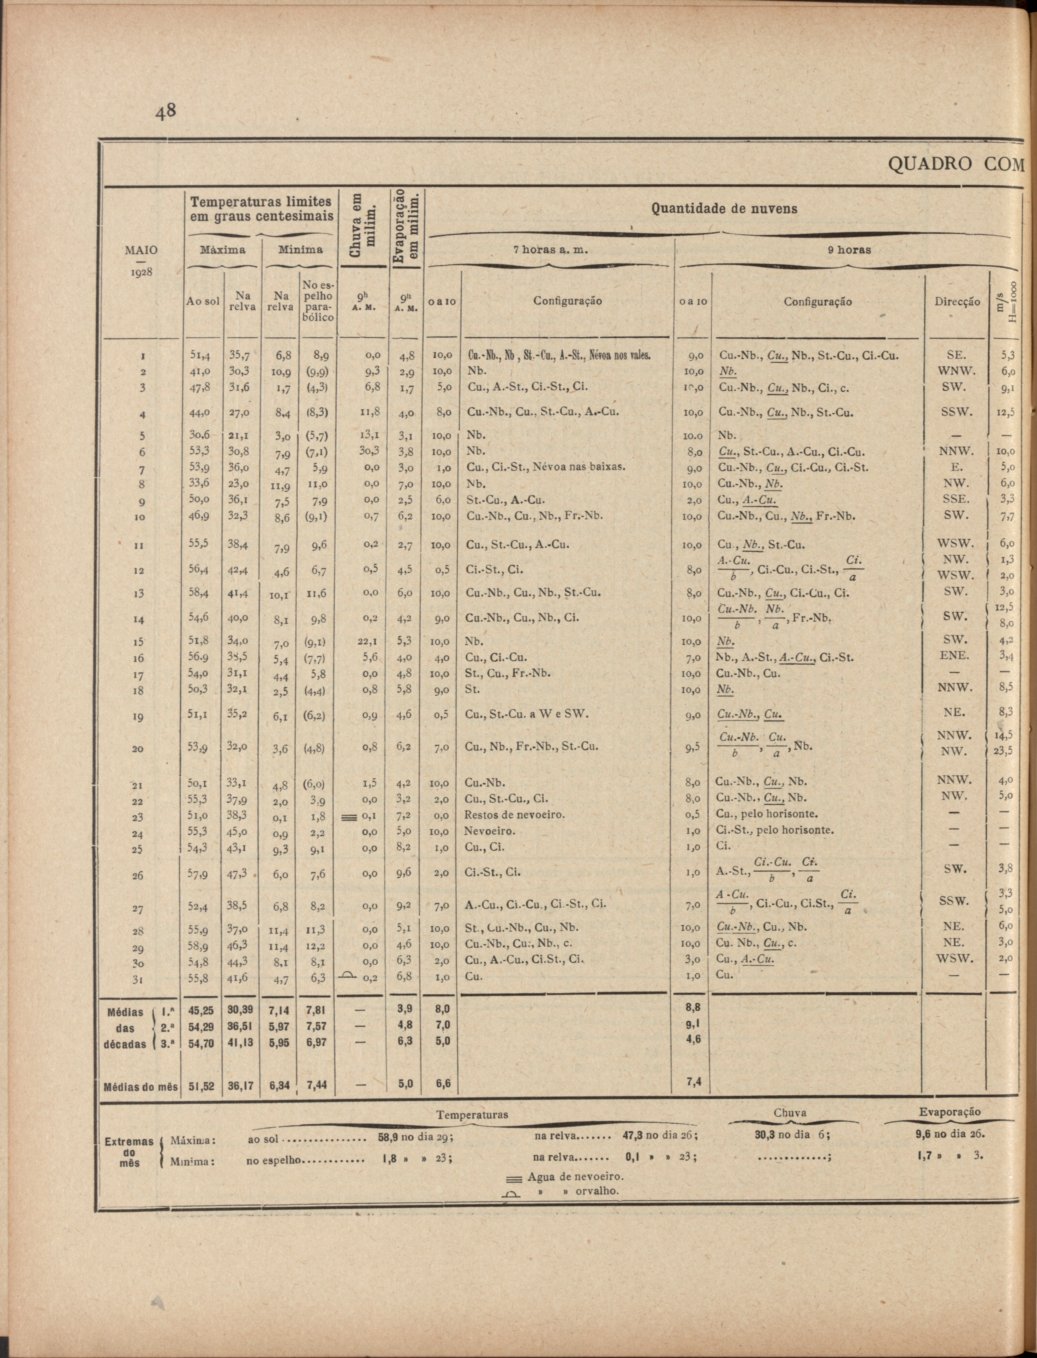 48
QUADRO COM
MAIO
—
1928
Temperaturas limites
em graus centesimais
Chuva em
milim.
Evaporação
em milim.
Quantidade de nuvens
Máxima Minima
7 horas a. m. 9 horas
Ao sol Na relva Na relva No es-pelho para-bólico 9h A. M. 9h A. M. 0 a 10 Configuração 0 a 10 Configuração Direcção m/s H=1000
1 51,4 35,7 6,8 8,9 0,0 4,8 10,0 Cu.-Nb., Nb , St.-Cu., A.-St., Névoa nos vales. 9,0 Cu.-Nb., Cu., Nb., St.-Cu., Ci.-Cu. SE. 5,3
2 41,0 30,3 10,9 (9,9) 9,3 2,9 10,0 Nb. 10,0 Nb. WNW. 6,0
3 47,8 31,6 1,7 (4,3) 6,8 1,7 5,0 Cu., A.-St., Ci.-St., Ci. 10,0 Cu.-Nb., Cu., Nb., Ci., c. SW. 9,1
4 44,0 27,0 8,4 (8,3) 11,8 4,0 8,0 Cu.-Nb., Cu., St.-Cu., A.-Cu. 10,0 Cu.-Nb., Cu., Nb., St.-Cu. SSW. 12,5
5 30.6 21,1 3,0 (5,7) 13,1 3,1 10,0 Nb. 10.0 Nb. — —
6 53,3 30,8 7,9 (7,1) 30,3 3,8 10,0 Nb. 8,0 Cu., St.-Cu., A.-Cu., Ci.-Cu. NNW. 10,0
7 53,9 36,0 4,7 5,9 0,0 3,0 1,0 Cu., Ci.-St., Névoa nas baixas. 9,0 Cu.-Nb., Cu., Ci.-Cu., Ci.-St. E. 5,0
8 33,6 23,0 11,9 11,0 0,0 7,0 10,0 Nb. 10,0 Cu.-Nb., Nb. NW. 6,0
9 50,0 36,1 7,5 7,9 0,0 2,5 6,0 St.-Cu., A.-Cu. 2,0 Cu., A.-Cu. SSE. 3,3
10 46,9 32,3 8,6 (9,1) 0,7 6,2 10,0 Cu.-Nb., Cu., Nb., Fr.-Nb. 10,0 Cu.-Nb., Cu., Nb., Fr.-Nb. SW. 7,7
11 55,5 38,4 7,9 9,6 0,2 2,7 10,0 Cu., St.-Cu., A.-Cu. 10,0 Cu , Nb., St.-Cu. WSW. 6,0
12 56,4 42,4 4,6 6,7 0,5 4,5 0,5 Ci.-St., Ci. 8,0 A.-Cu./b, Ci.-Cu., Ci.-St., Ci./a NW. 1,3
WSW. 2,0
13 58,4 41,4 10,1 11,6 0,0 6,0 10,0 Cu.-Nb., Cu., Nb., St.-Cu. 8,0 Cu.-Nb., Cu., Ci.-Cu., Ci. SW. 3,0
14 54,6 40,0 8,1 9,8 0,2 4,2 9,0 Cu.-Nb., Cu., Nb., Ci. 10,0 Cu.-Nb./b, Nb./a, Fr.-Nb. SW. 12,5
8,0
15 51,8 34,0 7,0 (9,1) 22,1 5,3 10,0 Nb. 10,0 Nb. SW. 4,2
16 56.9 38,5 5,4 (7,7) 5,6 4,0 4,0 Cu., Ci.-Cu. 7,0 Nb., A.-St., A.-Cu., Ci.-St. ENE. 3,4
17 54,0 31,1 4,4 5,8 0,0 4,8 10,0 St., Cu., Fr.-Nb. 10,0 Cu.-Nb., Cu. — —
18 50,3 32,1 2,5 (4,4) 0,8 5,8 9,0 St. 10,0 Nb. NNW. 8,5
19 51,1 35,2 6,1 (6,2) 0,9 4,6 0,5 Cu., St.-Cu. a W e SW. 9,0 Cu.-Nb., Cu. NE. 8,3
20 53,9 32,0 3,6 (4,8) 0,8 6,2 7,0 Cu., Nb., Fr.-Nb., St.-Cu. 9,5 Cu.-Nb./b, Cu./a, Nb. NNW. 14,5
NW. 23,5
21 50,1 33,1 4,8 (6,0) 1,5 4,2 10,0 Cu.-Nb. 8,0 Cu.-Nb., Cu., Nb. NNW. 4,0
22 55,3 37,9 2,0 3.9 0,0 3,2 2,0 Cu., St.-Cu., Ci. 8,0 Cu.-Nb., Cu., Nb. NW. 5,0
23 51,0 38,3 0,1 1,8 0,1 7,2 0,0 Restos de nevoeiro. 0,5 Cu., pelo horisonte. — —
24 55,3 45,0 0,9 2,2 0,0 5,0 10,0 Nevoeiro. 1,0 Ci.-St., pelo horisonte. — —
25 54,3 43,1 9,3 9,1 0,0 8,2 1,0 Cu., Ci. 1,0 Ci. — —
26 57,9 47,3 6,0 7,6 0,0 9,6 2,0 Ci.-St., Ci. 1,0 A.-St., Ci.-Cu./b, Ci./a SW. 3,8
27 52,4 38,5 6,8 8,2 0,0 9,2 7,0 A.-Cu., Ci.-Cu., Ci.-St., Ci. 7,0 A.-Cu./b, Ci.-Cu., Ci.St., Ci./a SSW. 3,3
5,0
28 55,9 37,0 11,4 11,3 0,0 5,1 10,0 St., Cu.-Nb., Cu., Nb. 10,0 Cu.-Nb., Cu., Nb. NE. 6,0
29 58,9 46,3 11,4 12,2 0,0 4,6 10,0 Cu.-Nb., Cu., Nb., c. 10,0 Cu. Nb., Cu., c. NE. 3,0
30 54,8 44,3 8,1 8,1 0,0 6,3 2,0 Cu., A.-Cu., Ci.St., Ci. 3,0 Cu., A.-Cu. WSW. 2,0
31 55,8 41,6 4,7 6,3 0,2 6,8 1,0 Cu. 1,0 Cu. — —
Médias 1.ª 45,25 30,39 7,14 7,81 — 3,9 8,0 8,8
das 2.ª 54,29 36,51 5,97 7,57 — 4,8 7,0 9,1
décadas 3.ª 54,70 41,13 5,95 6,97 — 6,3 5,0 4,6
Médias do mês 51,52 36,17 6,34 7,44 — 5,0 6,6 7,4
Temperaturas Chuva Evaporação
Extremas do mês
Máxima: ao sol ................ 58,9 no dia 29; na relva....... 47,3 no dia 26; 30,3 no dia 6; 9,6 no dia 26.
Minima: no espelho............ 1,8 » » 23; na relva....... 0,1 » » 23; .............; 1,7 » » 3.
Agua de nevoeiro.
» » orvalho.